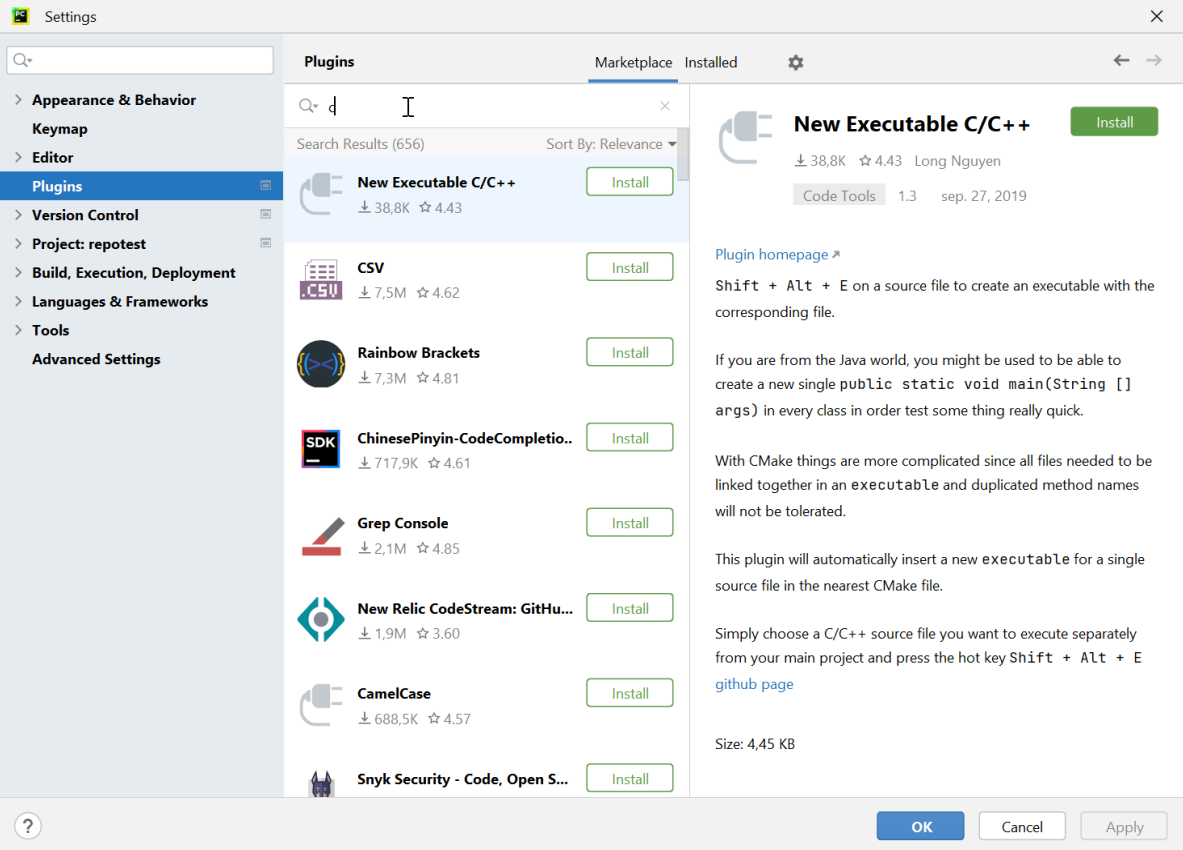 PC
Settings
Appearance & Behavior
Keymap
Editor
Plugins
Version Control
Project: repotest
Build, Execution, Deployment
Languages & Frameworks
Tools
Advanced Settings
Plugins
Marketplace Installed
c
Search Results (656) Sort By: Relevance
New Executable C/C++ Install
38,8K 4.43
CSV Install
.CSV
7,5M 4.62
Rainbow Brackets Install
{><}
7,3M 4.81
SDK
ChinesePinyin-CodeCompletio.. Install
717,9K 4.61
Grep Console Install
2,1M 4.85
New Relic CodeStream: GitHu... Install
1,9M 3.60
CamelCase Install
688,5K 4.57
Snyk Security - Code, Open S... Install
New Executable C/C++ Install
38,8K 4.43 Long Nguyen
Code Tools 1.3 sep. 27, 2019
Plugin homepage
Shift + Alt + E on a source file to create an executable with the
corresponding file.
If you are from the Java world, you might be used to be able to
create a new single public static void main(String []
args) in every class in order test some thing really quick.
With CMake things are more complicated since all files needed to be
linked together in an executable and duplicated method names
will not be tolerated.
This plugin will automatically insert a new executable for a single
source file in the nearest CMake file.
Simply choose a C/C++ source file you want to execute separately
from your main project and press the hot key Shift + Alt + E
github page
Size: 4,45 KB
? OK Cancel Apply